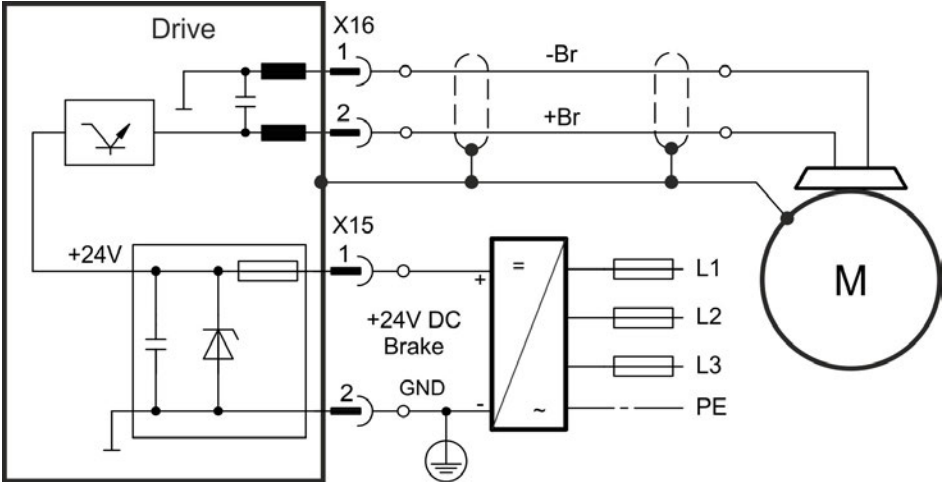 Drive
X16
1
-Br
2
+Br
X15
+24V
1
+
=
L1
M
+24V DC
Brake
L2
L3
2
GND
-
~
PE